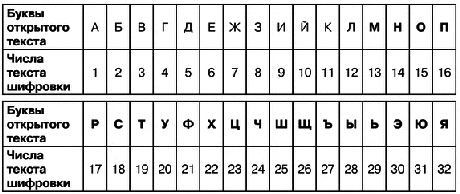 Буквы
открытого
текста
А Б В Г Д Е Ж З И Й К Л М Н О П
Числа
текста
шифровки
1 2 3 4 5 6 7 8 9 10 11 12 13 14 15 16
Буквы
открытого
текста
Р С Т У Ф Х Ц Ч Ш Щ Ъ Ы Ь Э Ю Я
Числа
текста
шифровки
17 18 19 20 21 22 23 24 25 26 27 28 29 30 31 32